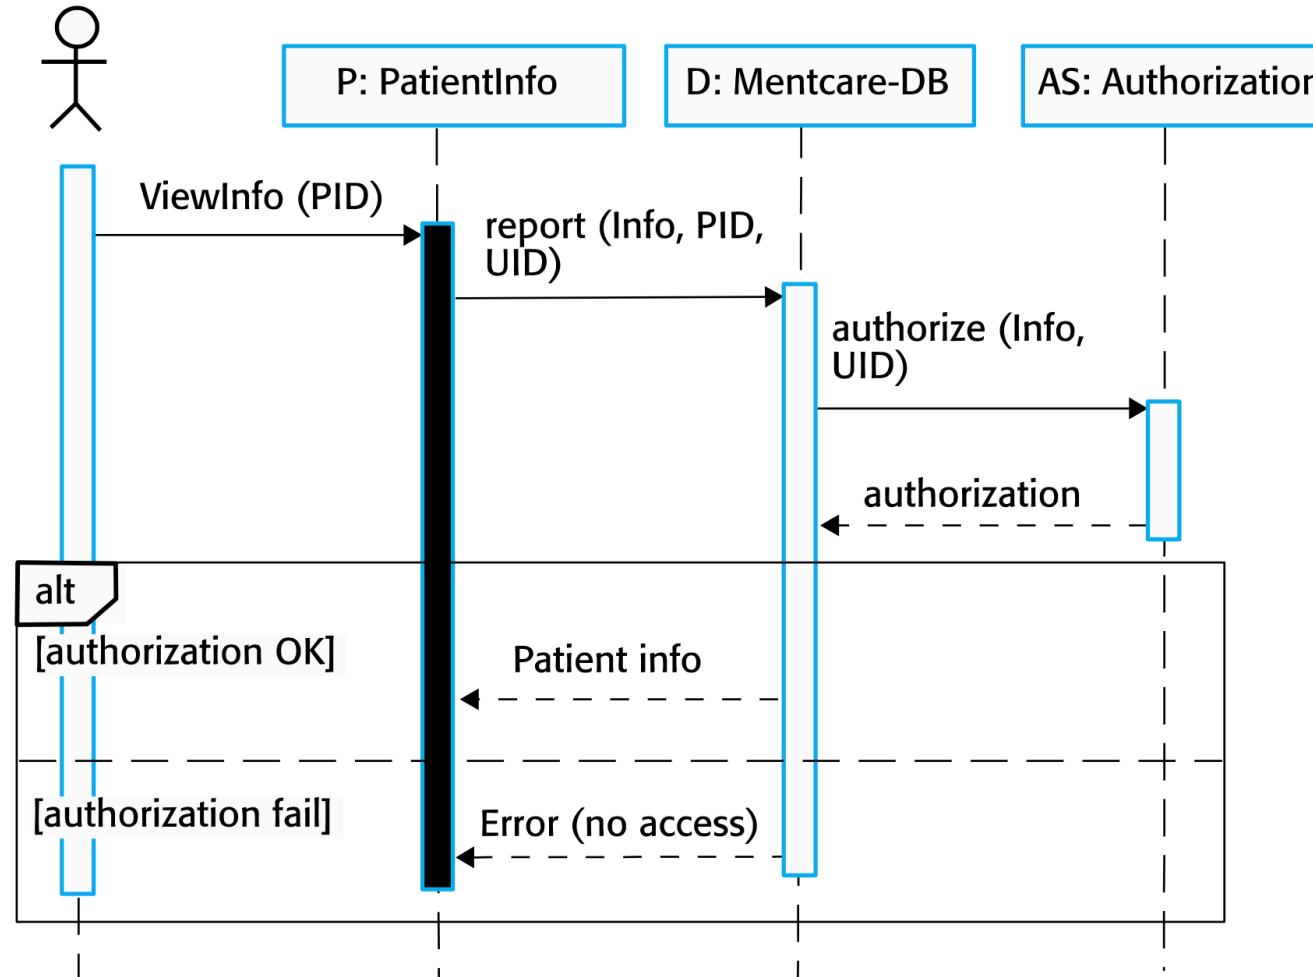 P: PatientInfo
D: Mentcare-DB
AS: Authorization
ViewInfo (PID)
report (Info, PID,
UID)
authorize (Info,
UID)
authorization
alt
[authorization OK]
Patient info
[authorization fail]
Error (no access)